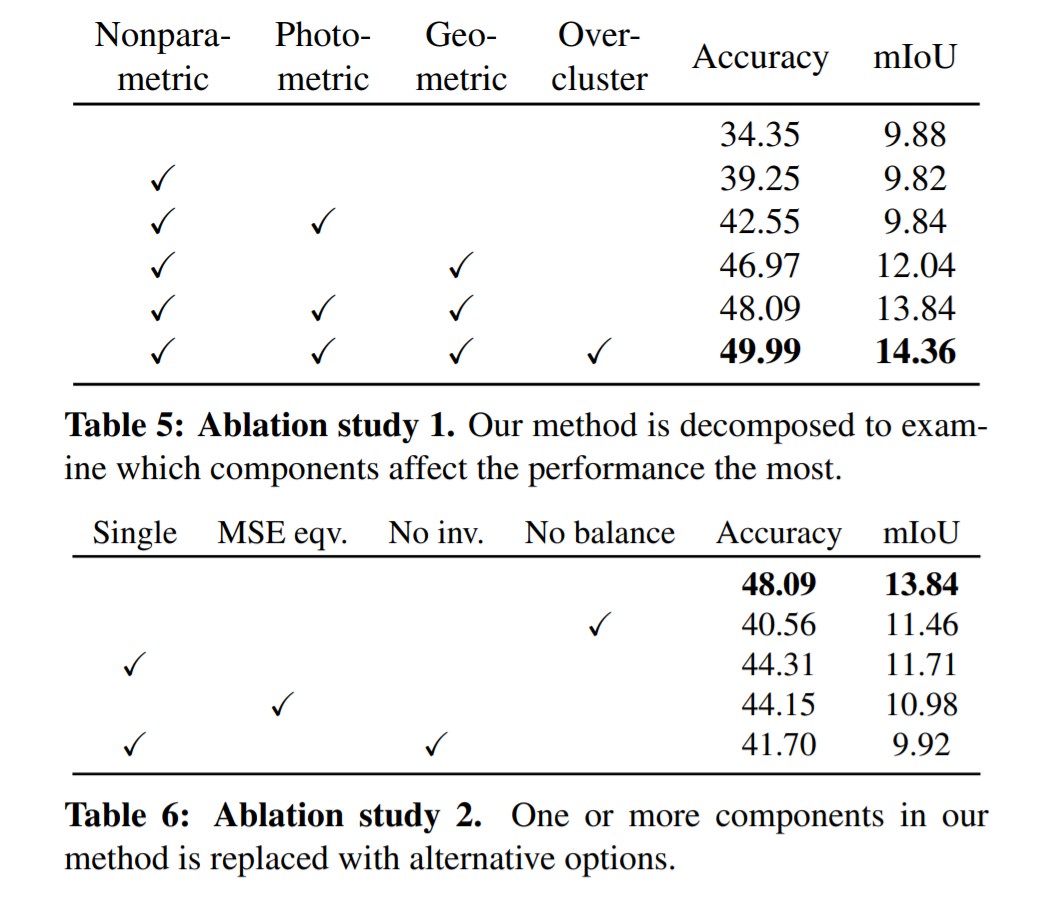 Nonpara- Photo- Geo- Over-
metric metric metric cluster Accuracy mIoU
34.35 9.88
✓ 39.25 9.82
✓ ✓ 42.55 9.84
✓ ✓ 46.97 12.04
✓ ✓ ✓ 48.09 13.84
✓ ✓ ✓ ✓ 49.99 14.36
Table 5: Ablation study 1. Our method is decomposed to exam-
ine which components affect the performance the most.
Single MSE eqv. No inv. No balance Accuracy mIoU
48.09 13.84
✓ 40.56 11.46
✓ 44.31 11.71
✓ 44.15 10.98
✓ ✓ 41.70 9.92
Table 6: Ablation study 2. One or more components in our
method is replaced with alternative options.